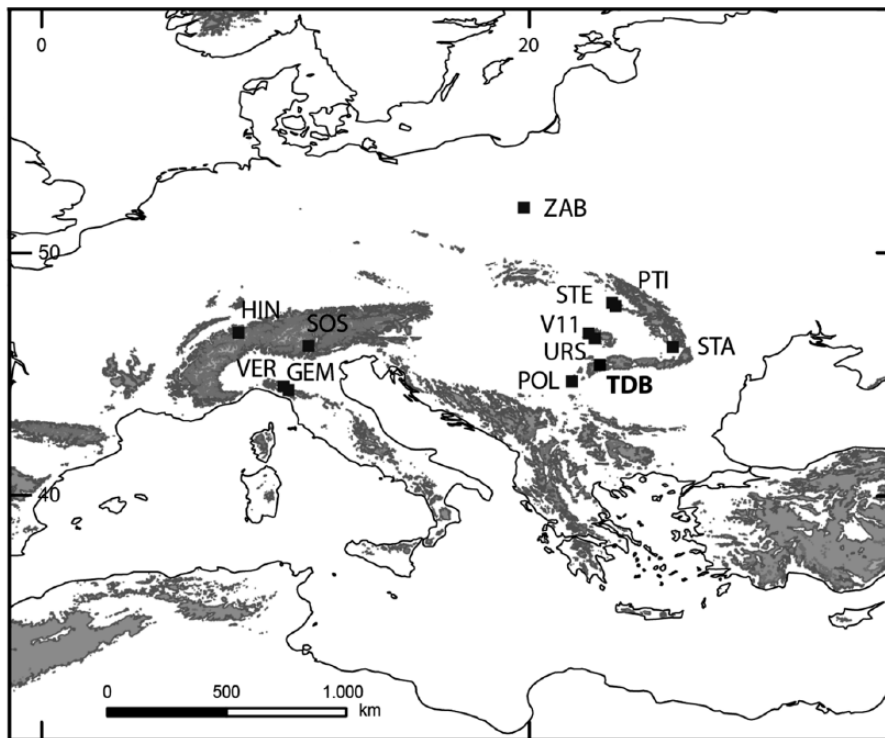 0 20
ZAB
50
STE PTI
HIN
SOS
V11
URS STA
VER GEM
POL TDB
40
0 500 1.000
km